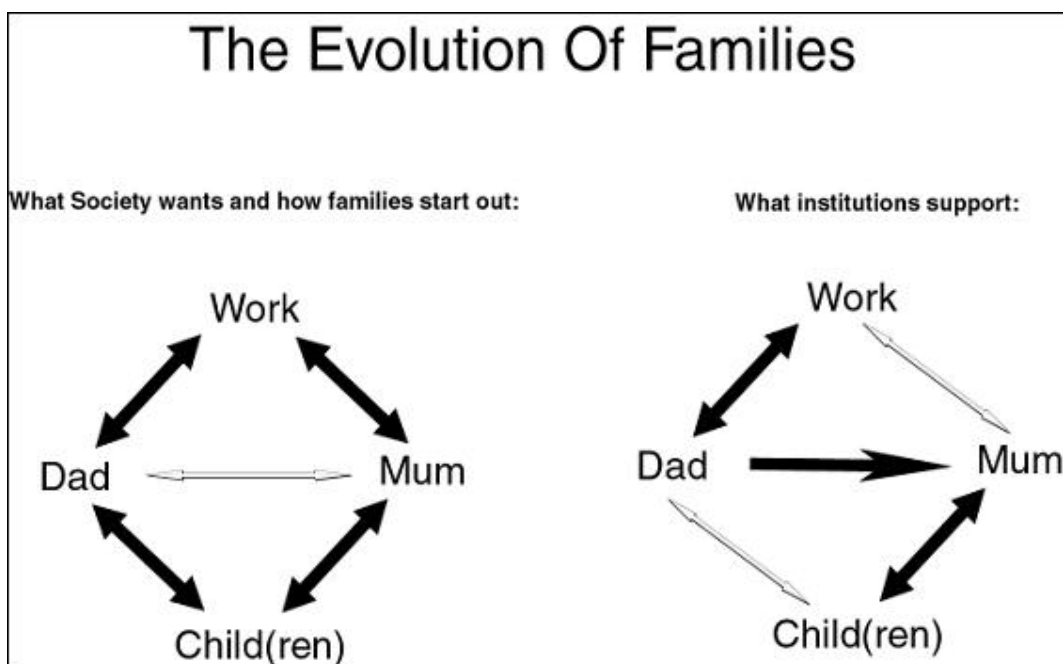 The Evolution Of Families
What Society wants and how families start out:
What institutions support:
Work
Dad
Mum
Child(ren)
Work
Dad
Mum
Child(ren)